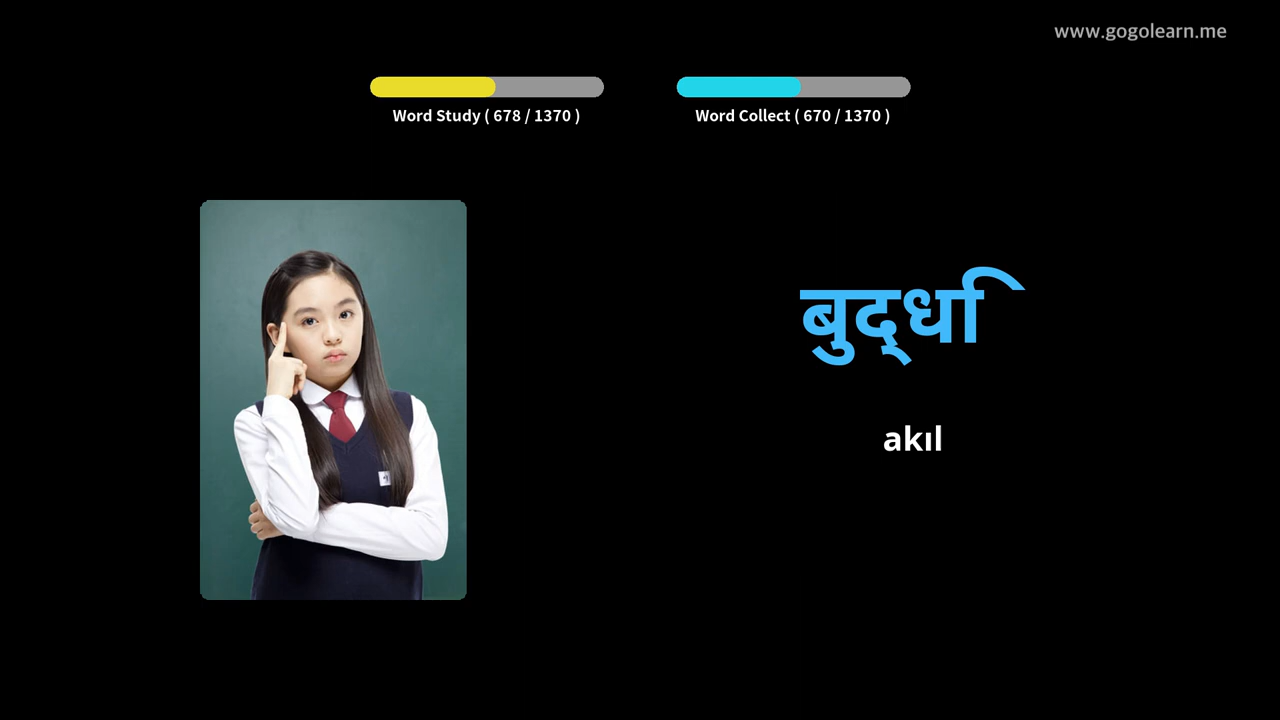 www.gogolearn.me
Word Study ( 678 / 1370 )
Word Collect ( 670 / 1370 )
बुद्धि
akıl